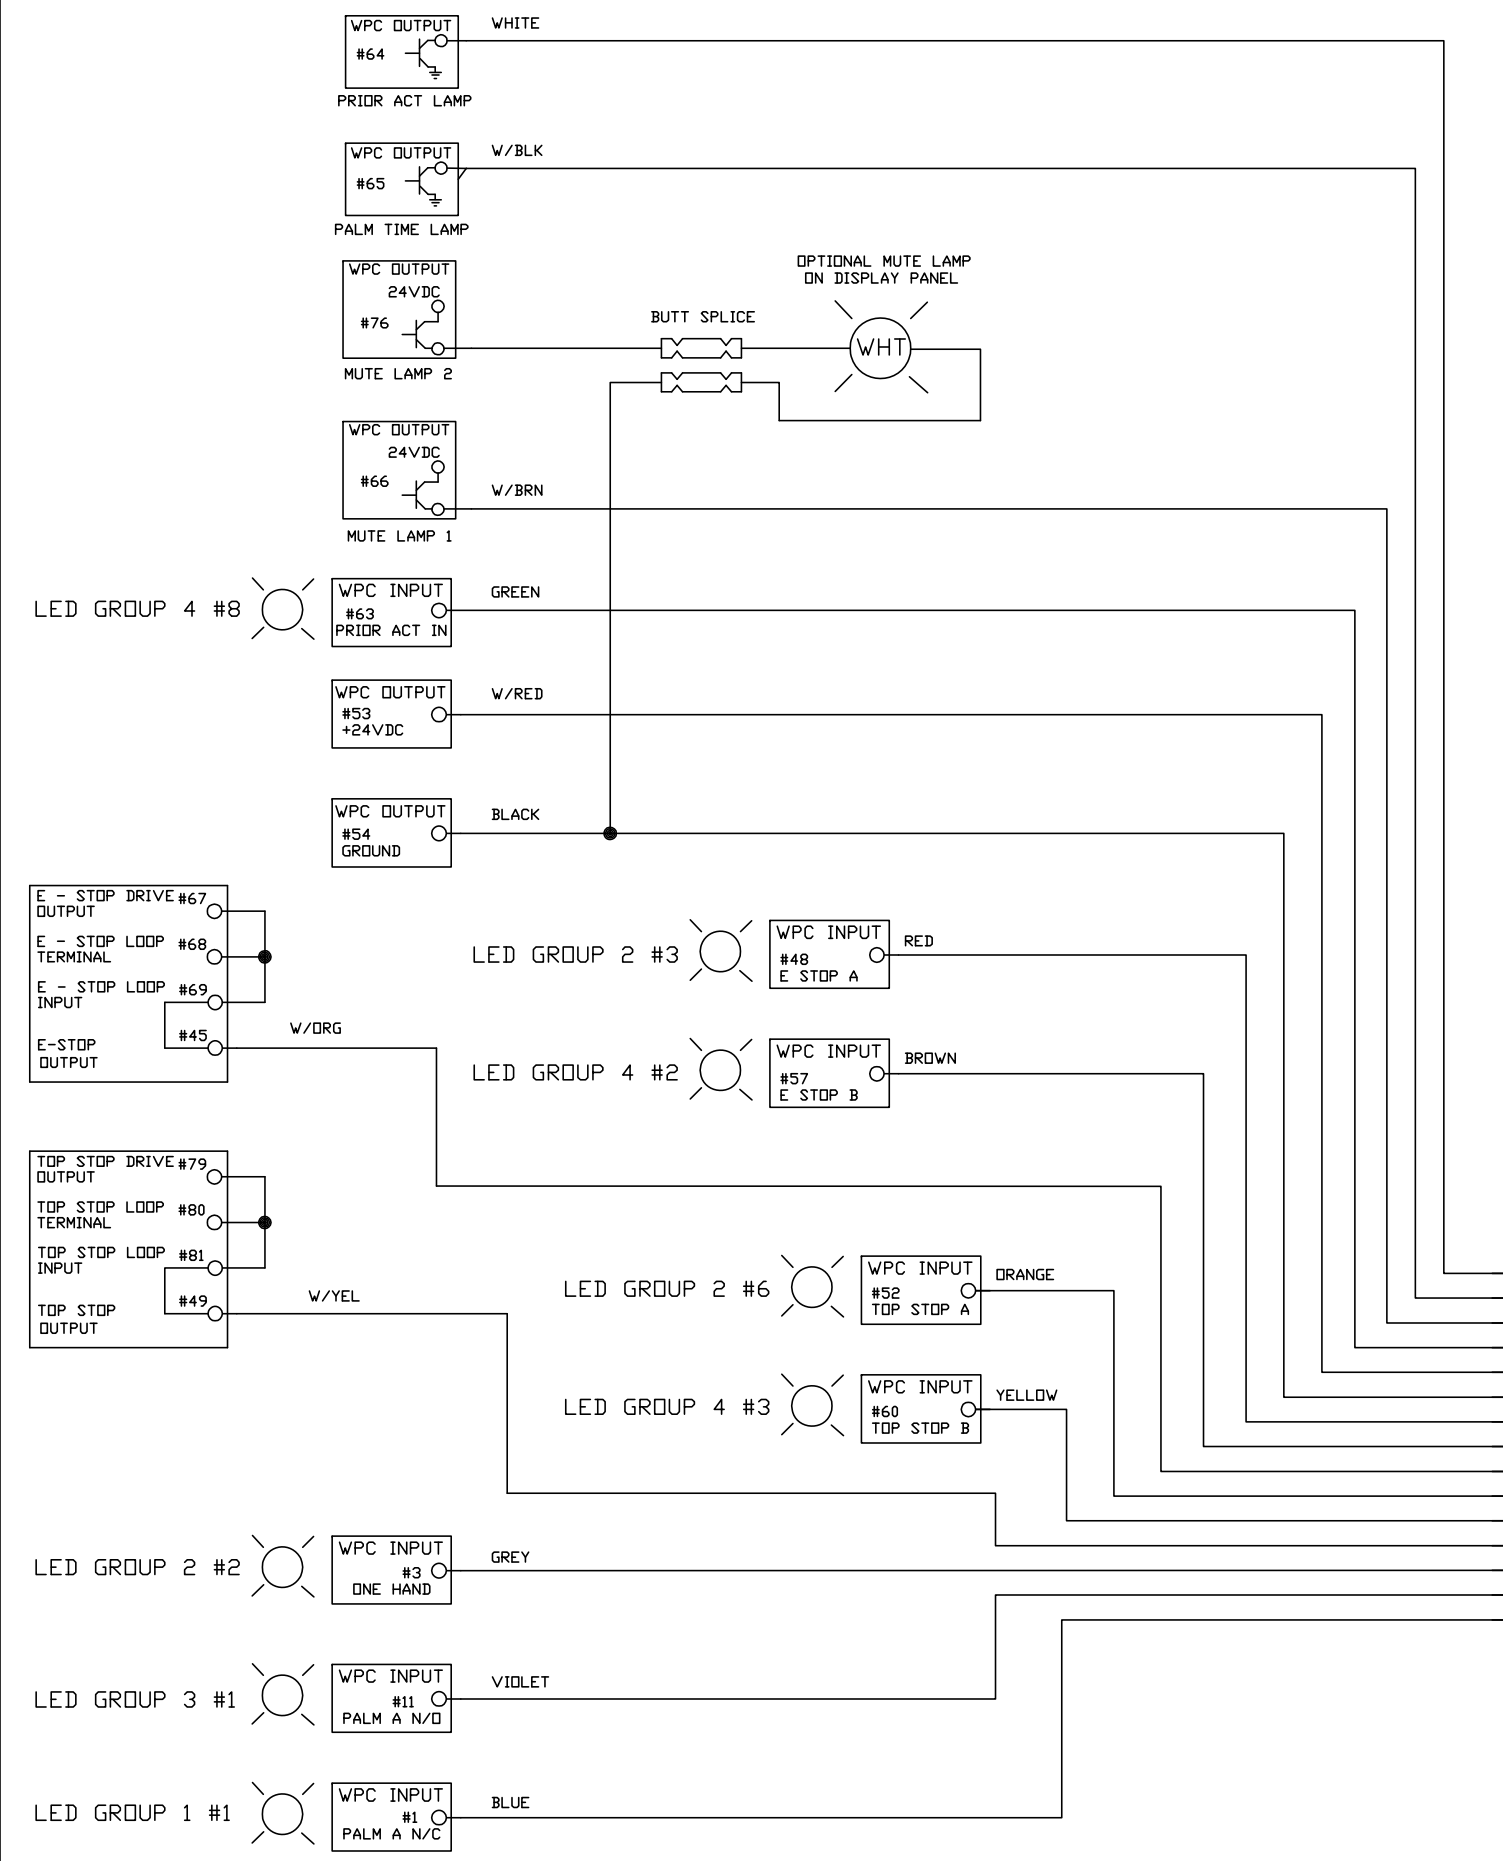 WPC OUTPUT
#64
PRIOR ACT LAMP
WHITE
WPC OUTPUT
#65
PALM TIME LAMP
W/BLK
WPC OUTPUT
24VDC
#76
MUTE LAMP 2
BUTT SPLICE
OPTIONAL MUTE LAMP
ON DISPLAY PANEL
WHT
WPC OUTPUT
24VDC
#66
MUTE LAMP 1
W/BRN
LED GROUP 4 #8
WPC INPUT
#63
PRIOR ACT IN
GREEN
WPC OUTPUT
#53
+24VDC
W/RED
WPC OUTPUT
#54
GROUND
BLACK
E - STOP DRIVE #67
OUTPUT
E - STOP LOOP #68
TERMINAL
E - STOP LOOP #69
INPUT
#45
E-STOP
OUTPUT
W/ORG
LED GROUP 2 #3
WPC INPUT
#48
E STOP A
RED
LED GROUP 4 #2
WPC INPUT
#57
E STOP B
BROWN
TOP STOP DRIVE #79
OUTPUT
TOP STOP LOOP #80
TERMINAL
TOP STOP LOOP #81
INPUT
#49
TOP STOP
OUTPUT
W/YEL
LED GROUP 2 #6
WPC INPUT
#52
TOP STOP A
ORANGE
LED GROUP 4 #3
WPC INPUT
#60
TOP STOP B
YELLOW
LED GROUP 2 #2
WPC INPUT
#3
ONE HAND
GREY
LED GROUP 3 #1
WPC INPUT
#11
PALM A N/O
VIOLET
LED GROUP 1 #1
WPC INPUT
#1
PALM A N/C
BLUE